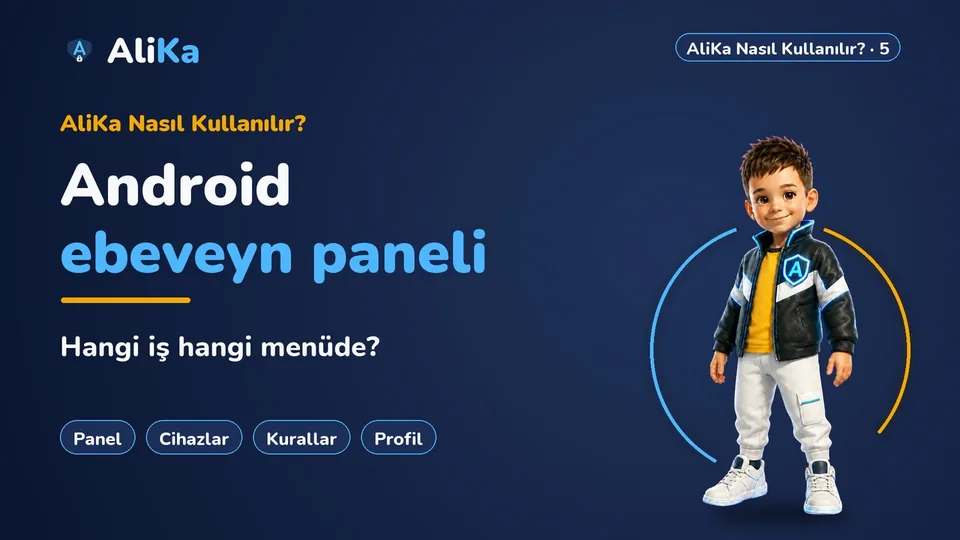 AliKa
AliKa Nasıl Kullanılır? · 5
AliKa Nasıl Kullanılır?
Android
ebeveyn paneli
Hangi iş hangi menüde?
Panel
Cihazlar
Kurallar
Profil
A
A